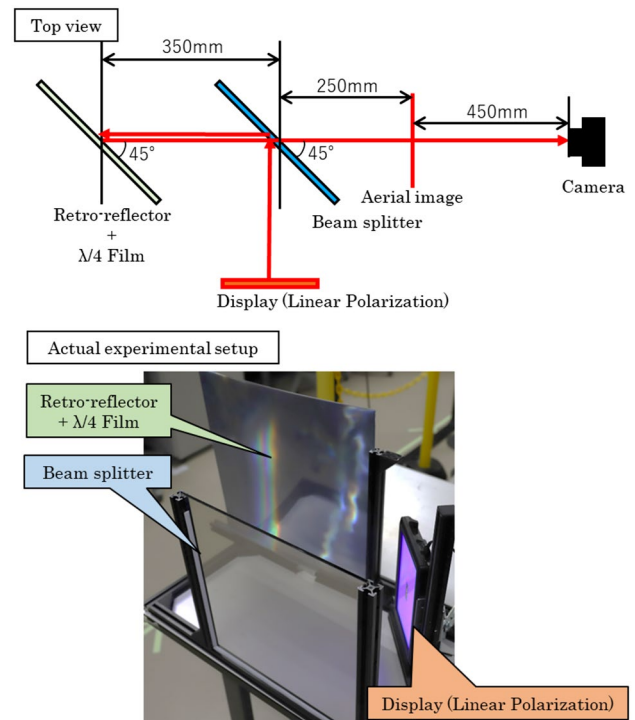 Top view
350mm
250mm
450mm
45°
45°
Camera
Aerial image
Retro-reflector
+
λ/4 Film
Beam splitter
Display (Linear Polarization)
Actual experimental setup
Retro-reflector
+ λ/4 Film
Beam splitter
Display (Linear Polarization)